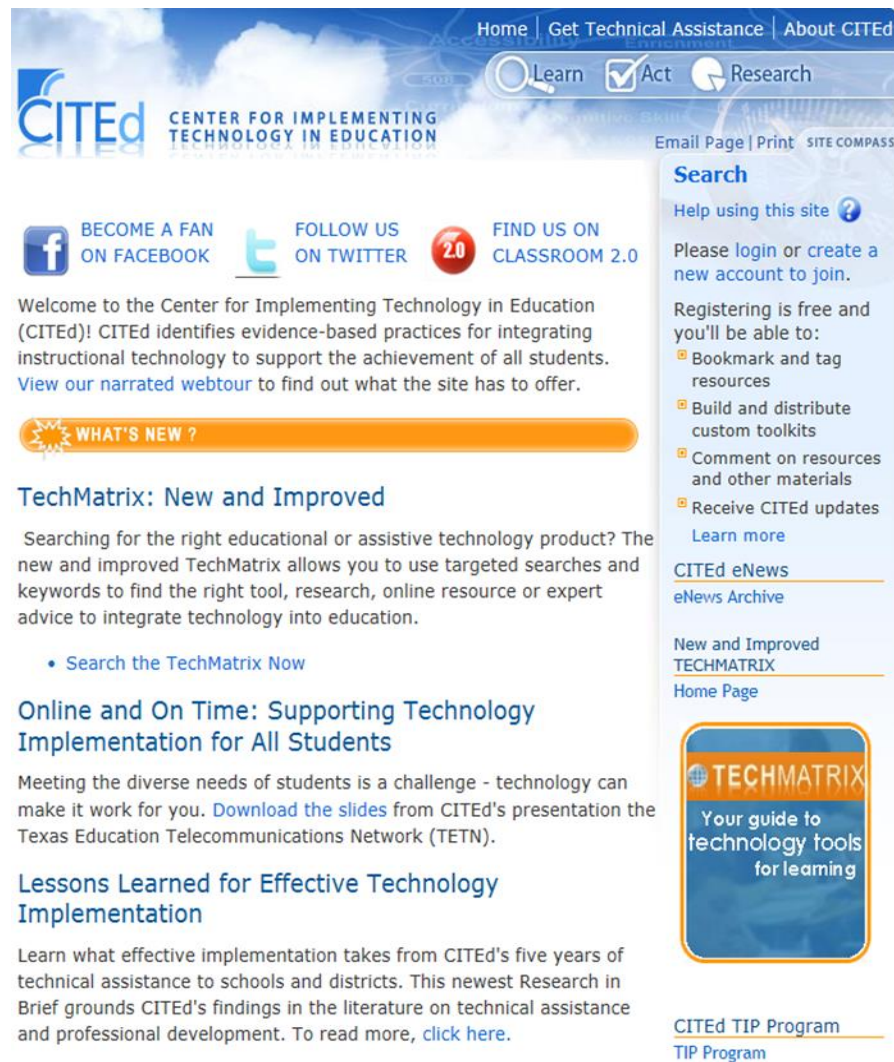 Home | Get Technical Assistance | About CITEd
Learn Act Research
CITEd CENTER FOR IMPLEMENTING
TECHNOLOGY IN EDUCATION
Email Page | Print SITE COMPASS
BECOME A FAN
ON FACEBOOK
FOLLOW US
ON TWITTER
2.0
FIND US ON
CLASSROOM 2.0
Welcome to the Center for Implementing Technology in Education
(CITEd)! CITEd identifies evidence-based practices for integrating
instructional technology to support the achievement of all students.
View our narrated webtour to find out what the site has to offer.
WHAT'S NEW ?
TechMatrix: New and Improved
Searching for the right educational or assistive technology product? The
new and improved TechMatrix allows you to use targeted searches and
keywords to find the right tool, research, online resource or expert
advice to integrate technology into education.
• Search the TechMatrix Now
Online and On Time: Supporting Technology
Implementation for All Students
Meeting the diverse needs of students is a challenge - technology can
make it work for you. Download the slides from CITEd's presentation the
Texas Education Telecommunications Network (TETN).
Lessons Learned for Effective Technology
Implementation
Learn what effective implementation takes from CITEd's five years of
technical assistance to schools and districts. This newest Research in
Brief grounds CITEd's findings in the literature on technical assistance
and professional development. To read more, click here.
Search
Help using this site ?
Please login or create a
new account to join.
Registering is free and
you'll be able to:
Bookmark and tag
resources
Build and distribute
custom toolkits
Comment on resources
and other materials
Receive CITEd updates
Learn more
CITEd eNews
eNews Archive
New and Improved
TECHMATRIX
Home Page
TECHMATRIX
Your guide to
technology tools
for learning
CITEd TIP Program
TIP Program